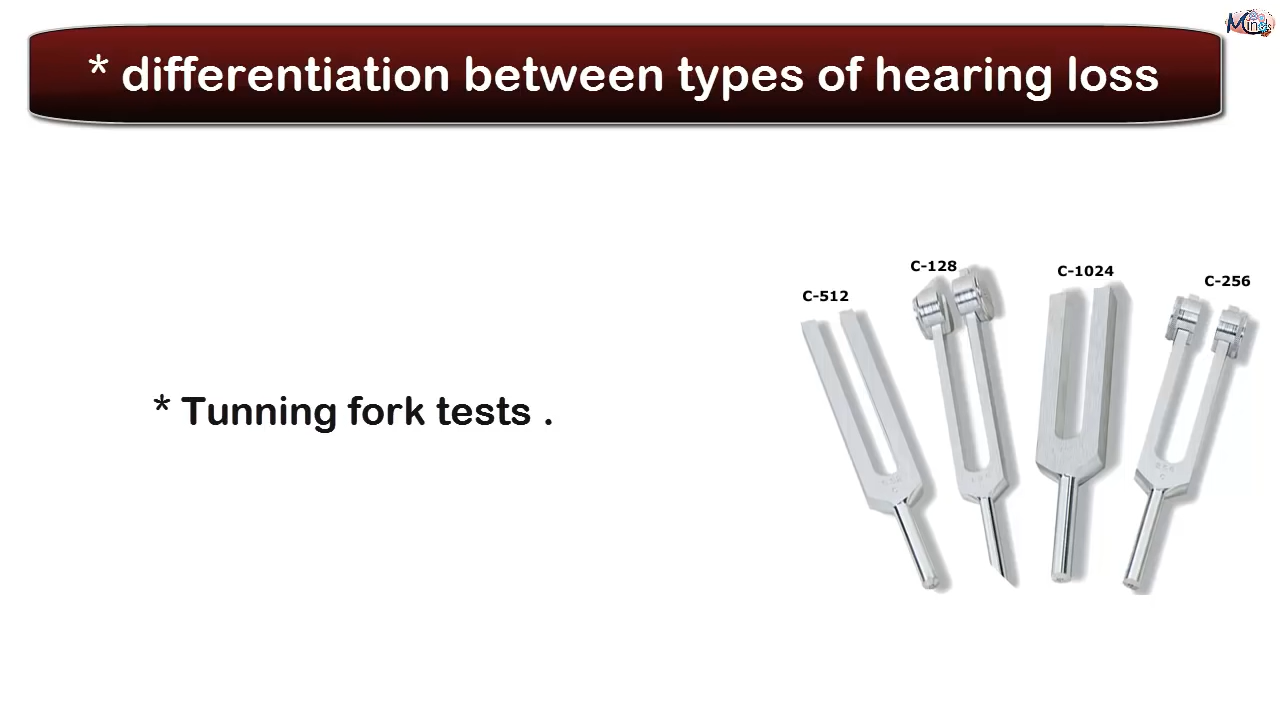 * differentiation between types of hearing loss
C-512
C-128
C-1024
C-256
* Tunning fork tests .